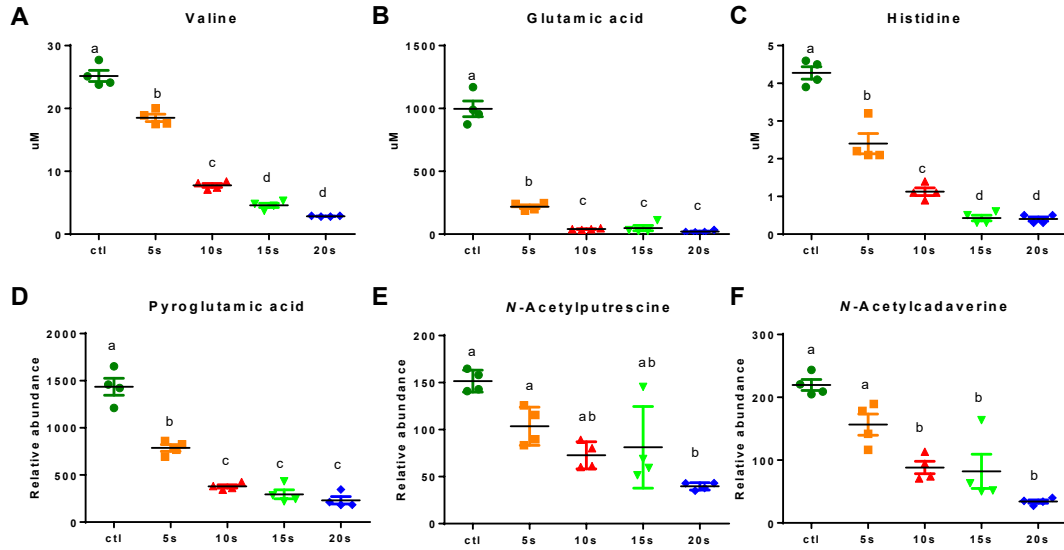 A
Valine
30
20
10
0
uM
a
b
c
d
d
ctl 5s 10s 15s 20s
B
Glutamic acid
1500
1000
500
0
uM
a
b
c
c
c
ctl 5s 10s 15s 20s
C
Histidine
5
4
3
2
1
0
uM
a
b
c
d
d
ctl 5s 10s 15s 20s
D
Pyroglutamic acid
2000
1500
1000
500
0
Relative abundance
a
b
c
c
c
ctl 5s 10s 15s 20s
E
N-Acetylputrescine
200
150
100
50
0
Relative abundance
a
a
ab
ab
b
ctl 5s 10s 15s 20s
F
N-Acetylcadaverine
300
200
100
0
Relative abundance
a
a
b
b
b
ctl 5s 10s 15s 20s